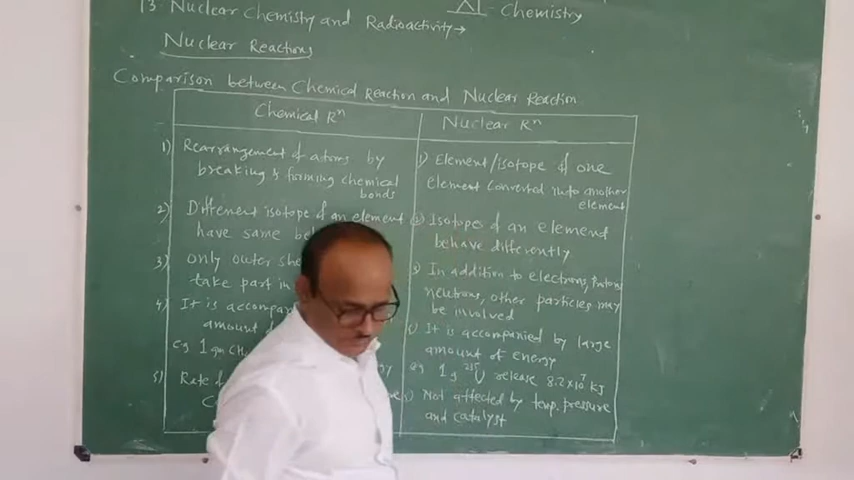 13. Nuclear Chemistry and Radioactivity →
XI - Chemistry
Nuclear Reactions
Comparison between Chemical Reaction and Nuclear Reaction
Chemical Rⁿ
Nuclear Rⁿ
1) Rearrangement of atoms by
breaking & forming chemical
bonds
2) Different isotope of an element
have same
3) only outer
take part in
4) It is
amount
eg 1 gm
5) Rate
1) Element/isotope of one
element converted into another
element
2) Isotopes of an element
behave differently
3) In addition to electrons,
neutrons, other particles may
be involved
It is accompanied by large
amount of energy
eg 1g ²³⁵U release 8.2×10⁷ kJ
Not affected by temp. pressure
and catalyst